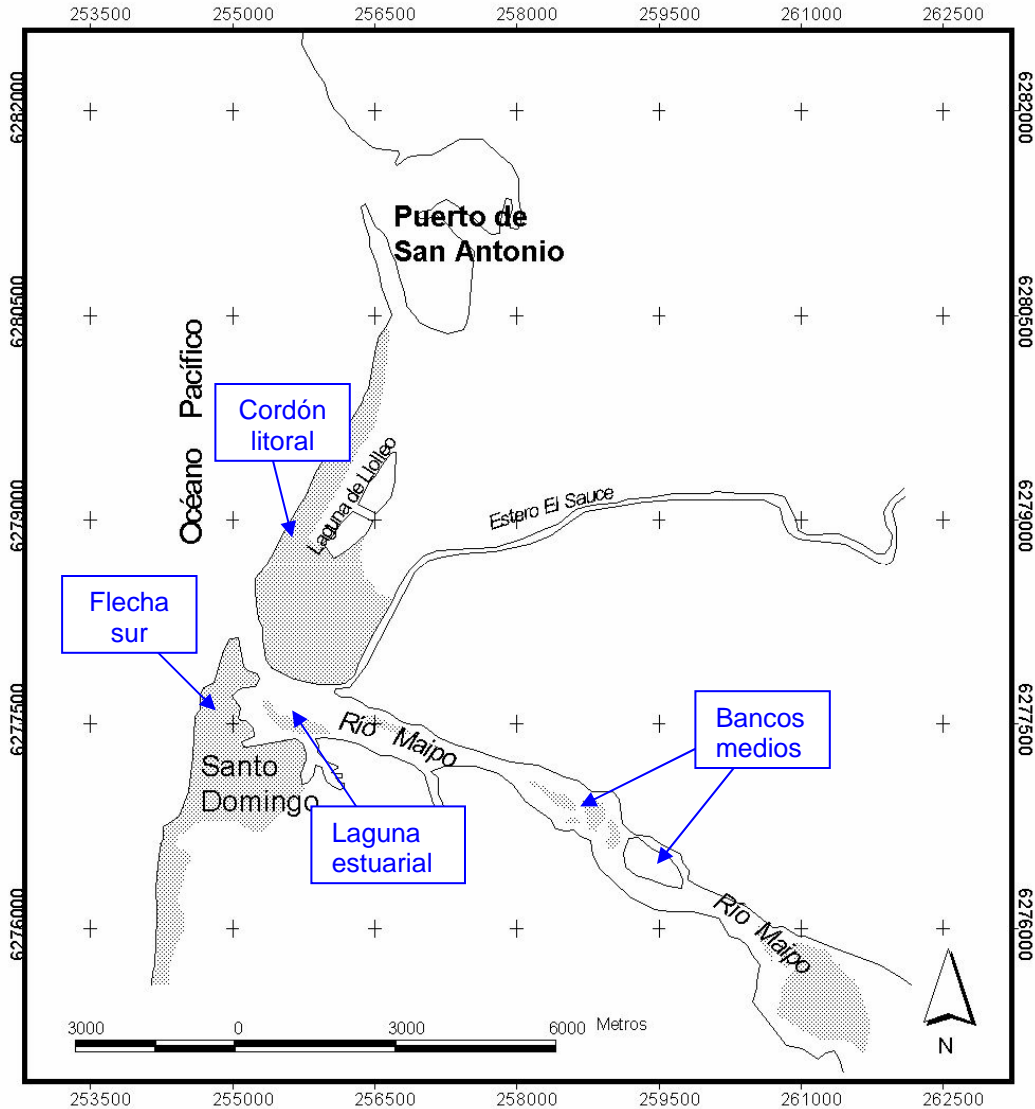 253500 255000 256500 258000 259500 261000 262500
6282000
6282000
Puerto de
San Antonio
6280500
6280500
Océano Pacífico
Cordón
litoral
Laguna de Llolleo
Estero El Sauce
6279000
6279000
Flecha
sur
6277500
6277500
Río Maipo
Bancos
medios
Santo
Domingo
Laguna
estuarial
Río Maipo
6276000
6276000
3000 0 3000 6000 Metros
N
253500 255000 256500 258000 259500 261000 262500